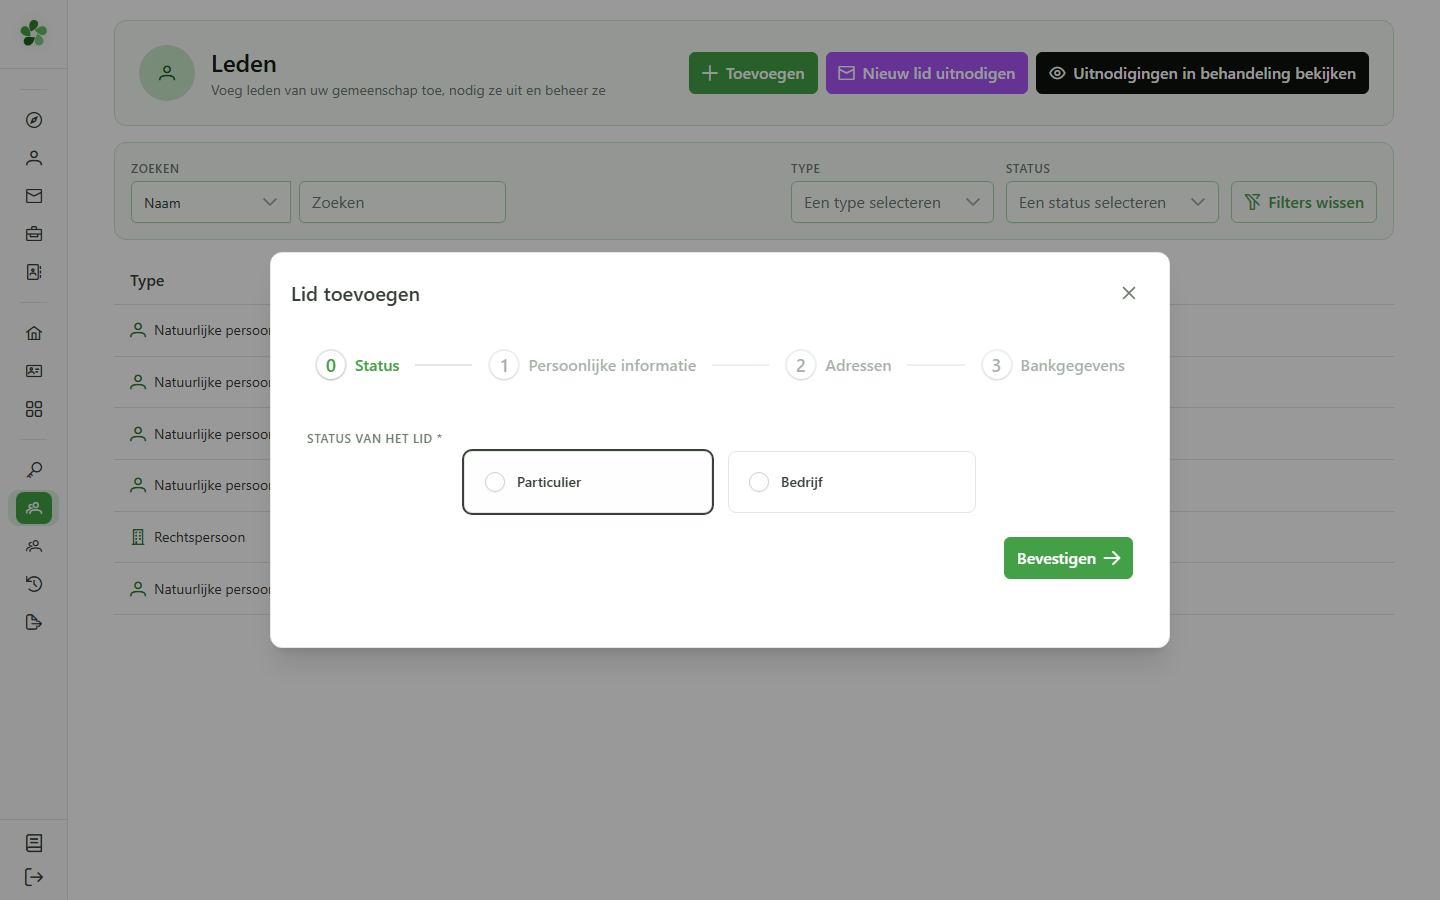 Leden
Voeg leden van uw gemeenschap toe, nodig ze uit en beheer ze
Toevoegen
Nieuw lid uitnodigen
Uitnodigingen in behandeling bekijken
ZOEKEN
TYPE
STATUS
Naam
Zoeken
Een type selecteren
Een status selecteren
Filters wissen
Type
Lid toevoegen
0 Status
1 Persoonlijke informatie
2 Adressen
3 Bankgegevens
STATUS VAN HET LID *
Particulier
Bedrijf
Bevestigen
Natuurlijke persoon
Natuurlijke persoon
Natuurlijke persoon
Natuurlijke persoon
Rechtspersoon
Natuurlijke persoon